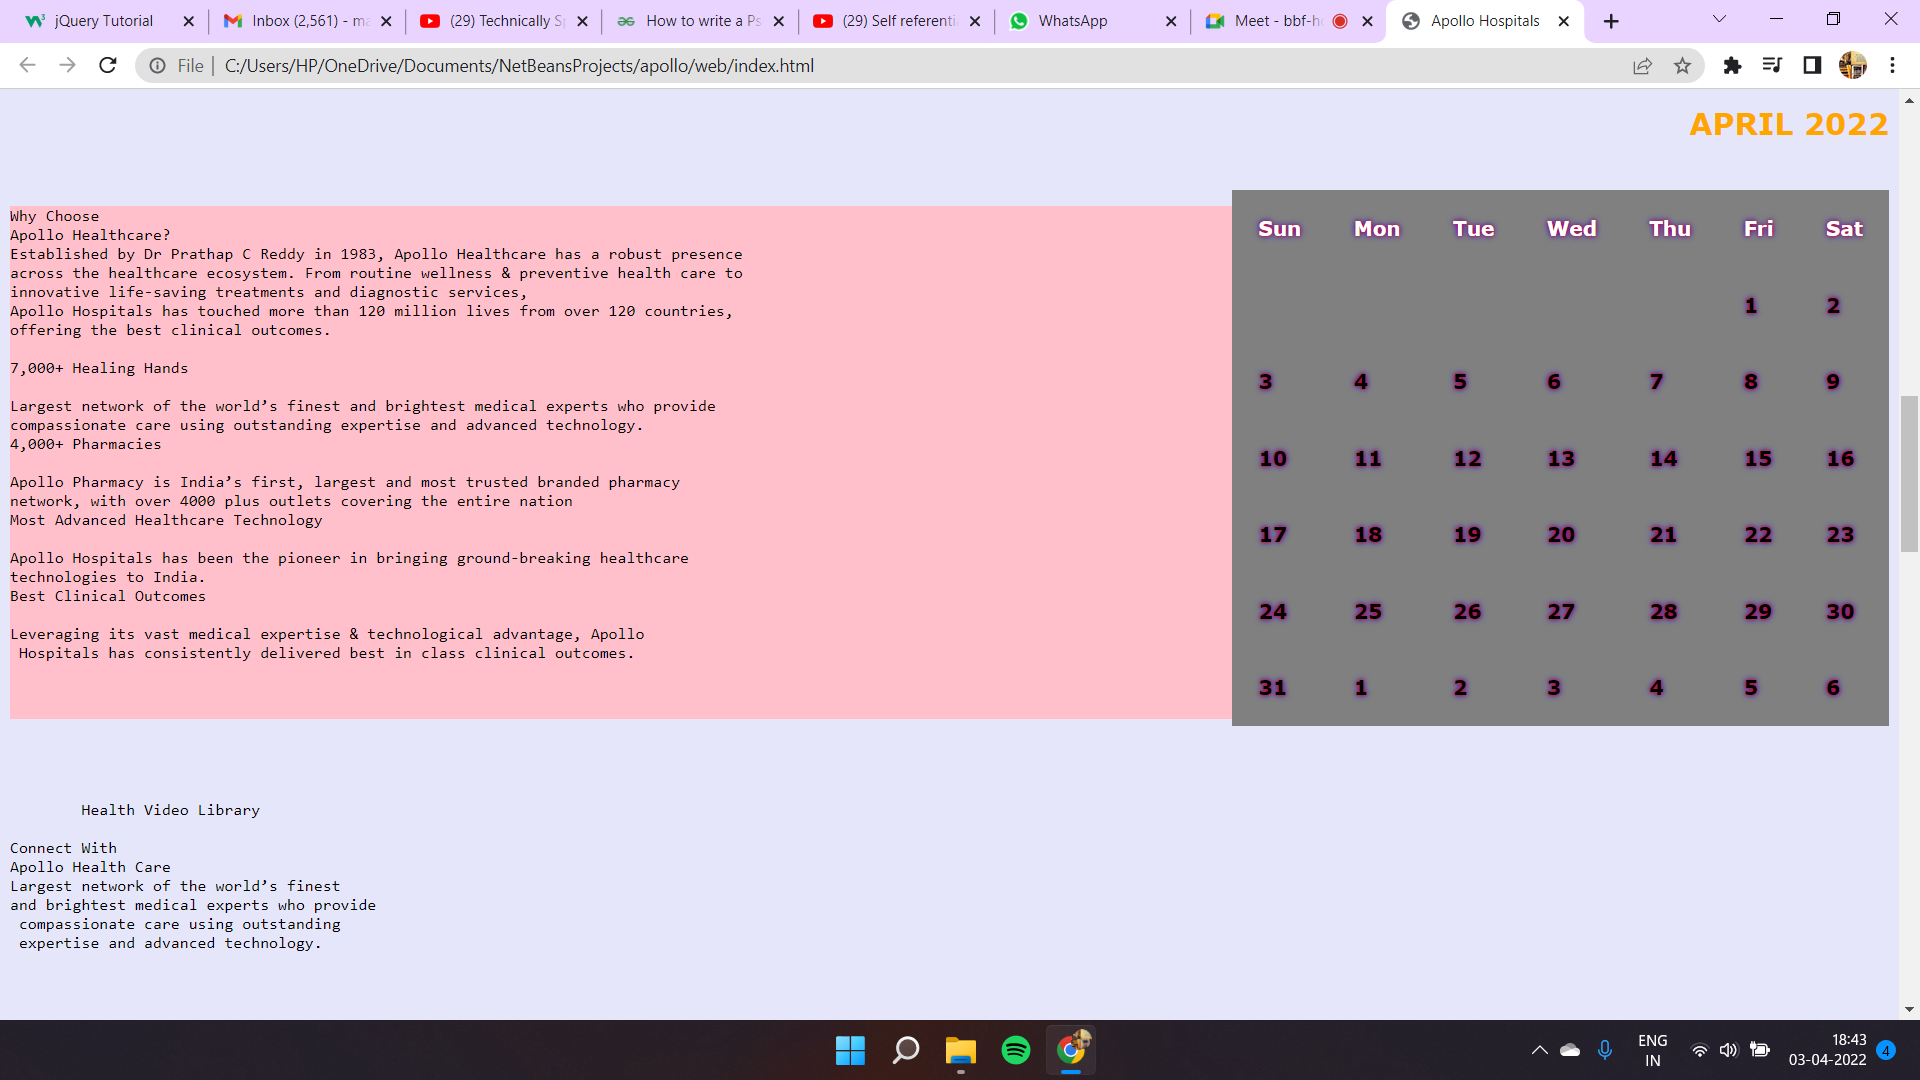 jQuery Tutorial
Inbox (2,561) - ma
(29) Technically Sp
How to write a Ps
(29) Self referenti
WhatsApp
Meet - bbf-h
Apollo Hospitals
File
C:/Users/HP/OneDrive/Documents/NetBeansProjects/apollo/web/index.html
APRIL 2022
Why Choose
Apollo Healthcare?
Established by Dr Prathap C Reddy in 1983, Apollo Healthcare has a robust presence
across the healthcare ecosystem. From routine wellness & preventive health care to
innovative life-saving treatments and diagnostic services,
Apollo Hospitals has touched more than 120 million lives from over 120 countries,
offering the best clinical outcomes.
7,000+ Healing Hands
Largest network of the world’s finest and brightest medical experts who provide
compassionate care using outstanding expertise and advanced technology.
4,000+ Pharmacies
Apollo Pharmacy is India’s first, largest and most trusted branded pharmacy
network, with over 4000 plus outlets covering the entire nation
Most Advanced Healthcare Technology
Apollo Hospitals has been the pioneer in bringing ground-breaking healthcare
technologies to India.
Best Clinical Outcomes
Leveraging its vast medical expertise & technological advantage, Apollo
Hospitals has consistently delivered best in class clinical outcomes.
Sun Mon Tue Wed Thu Fri Sat
1 2
3 4 5 6 7 8 9
10 11 12 13 14 15 16
17 18 19 20 21 22 23
24 25 26 27 28 29 30
31 1 2 3 4 5 6
Health Video Library
Connect With
Apollo Health Care
Largest network of the world’s finest
and brightest medical experts who provide
compassionate care using outstanding
expertise and advanced technology.
ENG
IN
18:43
03-04-2022
4